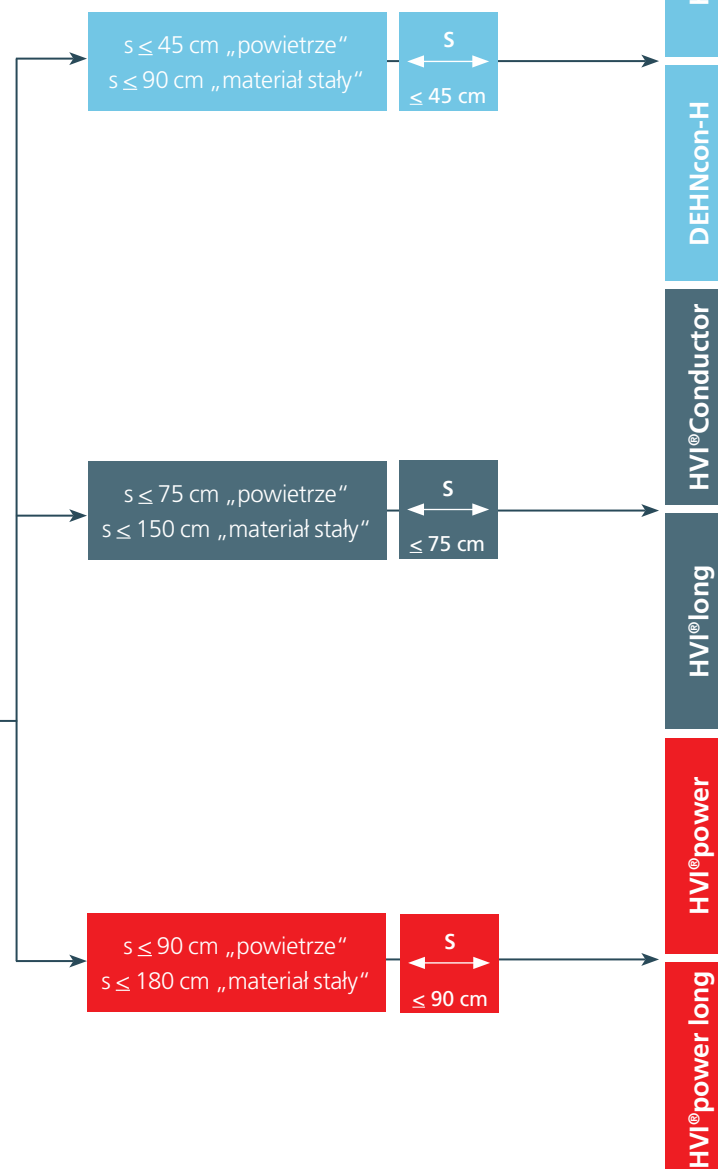 s ≤ 45 cm „powietrze“
s ≤ 90 cm „materiał stały“
s
≤ 45 cm
DEHNcon-H
s ≤ 75 cm „powietrze“
s ≤ 150 cm „materiał stały“
s
≤ 75 cm
HVI®Conductor
HVI®long
s ≤ 90 cm „powietrze“
s ≤ 180 cm „materiał stały“
s
≤ 90 cm
HVI®power
HVI®power long